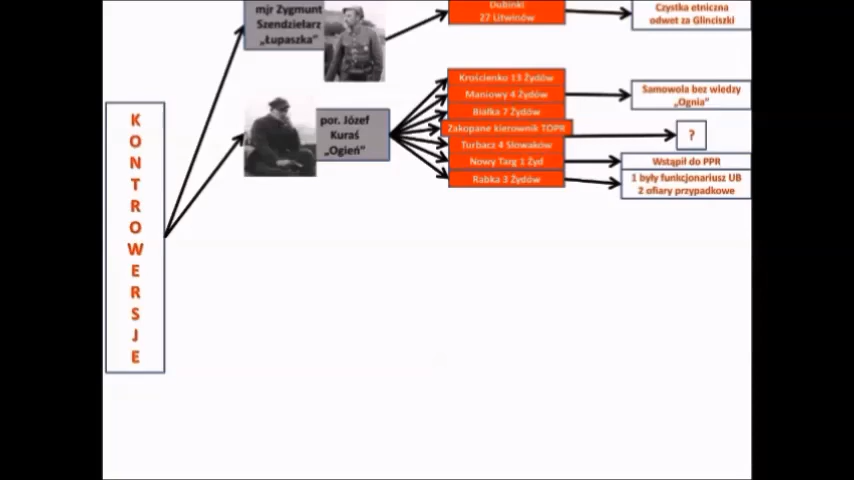 mjr Zygmunt
Szendzielarz
„Łupaszka”
Dubinki
27 Litwinów
Czystka etniczna
odwet za Glinciszki
K
O
N
T
R
O
W
E
R
S
J
E
por. Józef
Kuraś
„Ogień”
Krościenko 13 Żydów
Maniowy 4 Żydów
Białka 7 Żydów
Zakopane kierownik TOPR
Turbacz 4 Słowaków
Nowy Targ 1 Żyd
Rabka 3 Żydów
Samowola bez wiedzy
„Ognia”
?
Wstąpił do PPR
1 były funkcjonariusz UB
2 ofiary przypadkowe